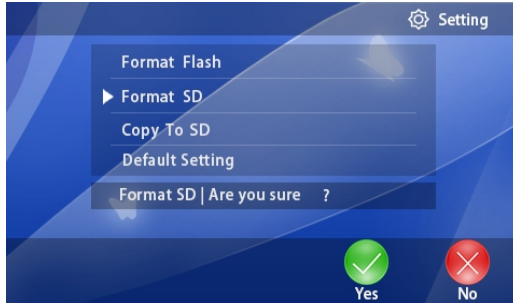 Setting
Format Flash
Format SD
Copy To SD
Default Setting
Format SD | Are you sure ?
Yes No